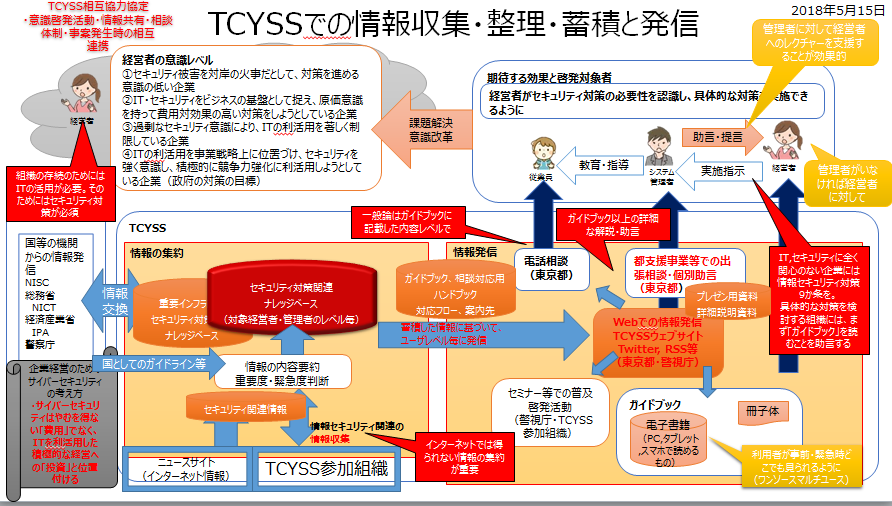 TCYSS相互協力協定
・意識啓発活動・情報共有・相談
体制・事案発生時の相互
連携
TCYSSでの情報収集・整理・蓄積と発信
2018年5月15日
経営者
経営者の意識レベル
①セキュリティ被害を対岸の火事だとして、対策を進める
意識の低い企業
②IT・セキュリティをビジネスの基盤として捉え、原価意識
を持って費用対効果の高い対策をしようとしている企業
③過剰なセキュリティ意識により、ITの利活用を著しく制
限している企業
④ITの利活用を事業戦略上に位置づけ、セキュリティを
強く意識し、積極的に競争力強化に利活用しようとして
いる企業（政府の対策の目標）
課題解決
意識改革
管理者に対して経営者
へのレクチャーを支援す
ることが効果的
期待する効果と啓発対象者
経営者がセキュリティ対策の必要性を認識し、具体的な対策が実施でき
るように
従業員
教育・指導
システム
管理者
助言・提言
実施指示
経営者
管理者がいな
ければ経営者
に対して
組織の存続のためには
ITの活用が必要。その
ためにはセキュリティ対
策が必須
一般論はガイドブックに
記載した内容レベルで
ガイドブック以上の詳細
な解説・助言
IT,セキュリティに全く
関心のない企業には
情報セキュリティ対策
9か条を。
具体的な対策を検
討する組織には、ま
ず「ガイドブック」を読
むことを助言する
国等の機関
からの情報発
信
NISC
総務省
NICT
経済産業省
IPA
警察庁
情報
交換
TCYSS
情報の集約
重要インフラ
セキュリティ対
ナレッジベース
セキュリティ対策関連
ナレッジベース
（対象経営者・管理者のレベル毎）
国としてのガイドライン等
情報の内容要約
重要度・緊急度判断
セキュリティ関連情報
情報セキュリティ関連の
情報収集
ニュースサイト
（インターネット情報）
TCYSS参加組織
インターネットでは得
られない情報の集約
が重要
企業経営のため
サイバーセキュリティ
の考え方
・サイバーセキュリ
ティはやむを得な
い「費用」でなく、
ITを利活用した
積極的な経営へ
の「投資」と位置
付ける
情報発信
ガイドブック、相談対応用
ハンドブック
対応フロー、案内先
蓄積した情報に基づいて、
ユーザレベル毎に発信
電話相談
（東京都）
都支援事業等での出
張相談・個別助言
（東京都）
プレゼン用資料
詳細説明資料
Webでの情報発信
TCYSSウェブサイト
Twitter, RSS等
（東京都・警視庁）
セミナー等での普及
啓発活動
（警視庁・TCYSS
参加組織）
ガイドブック
電子書籍
（PC,タブレット
,スマホで読める
もの）
冊子体
利用者が事前・緊急時ど
こでも見られるように
（ワンソースマルチユース）